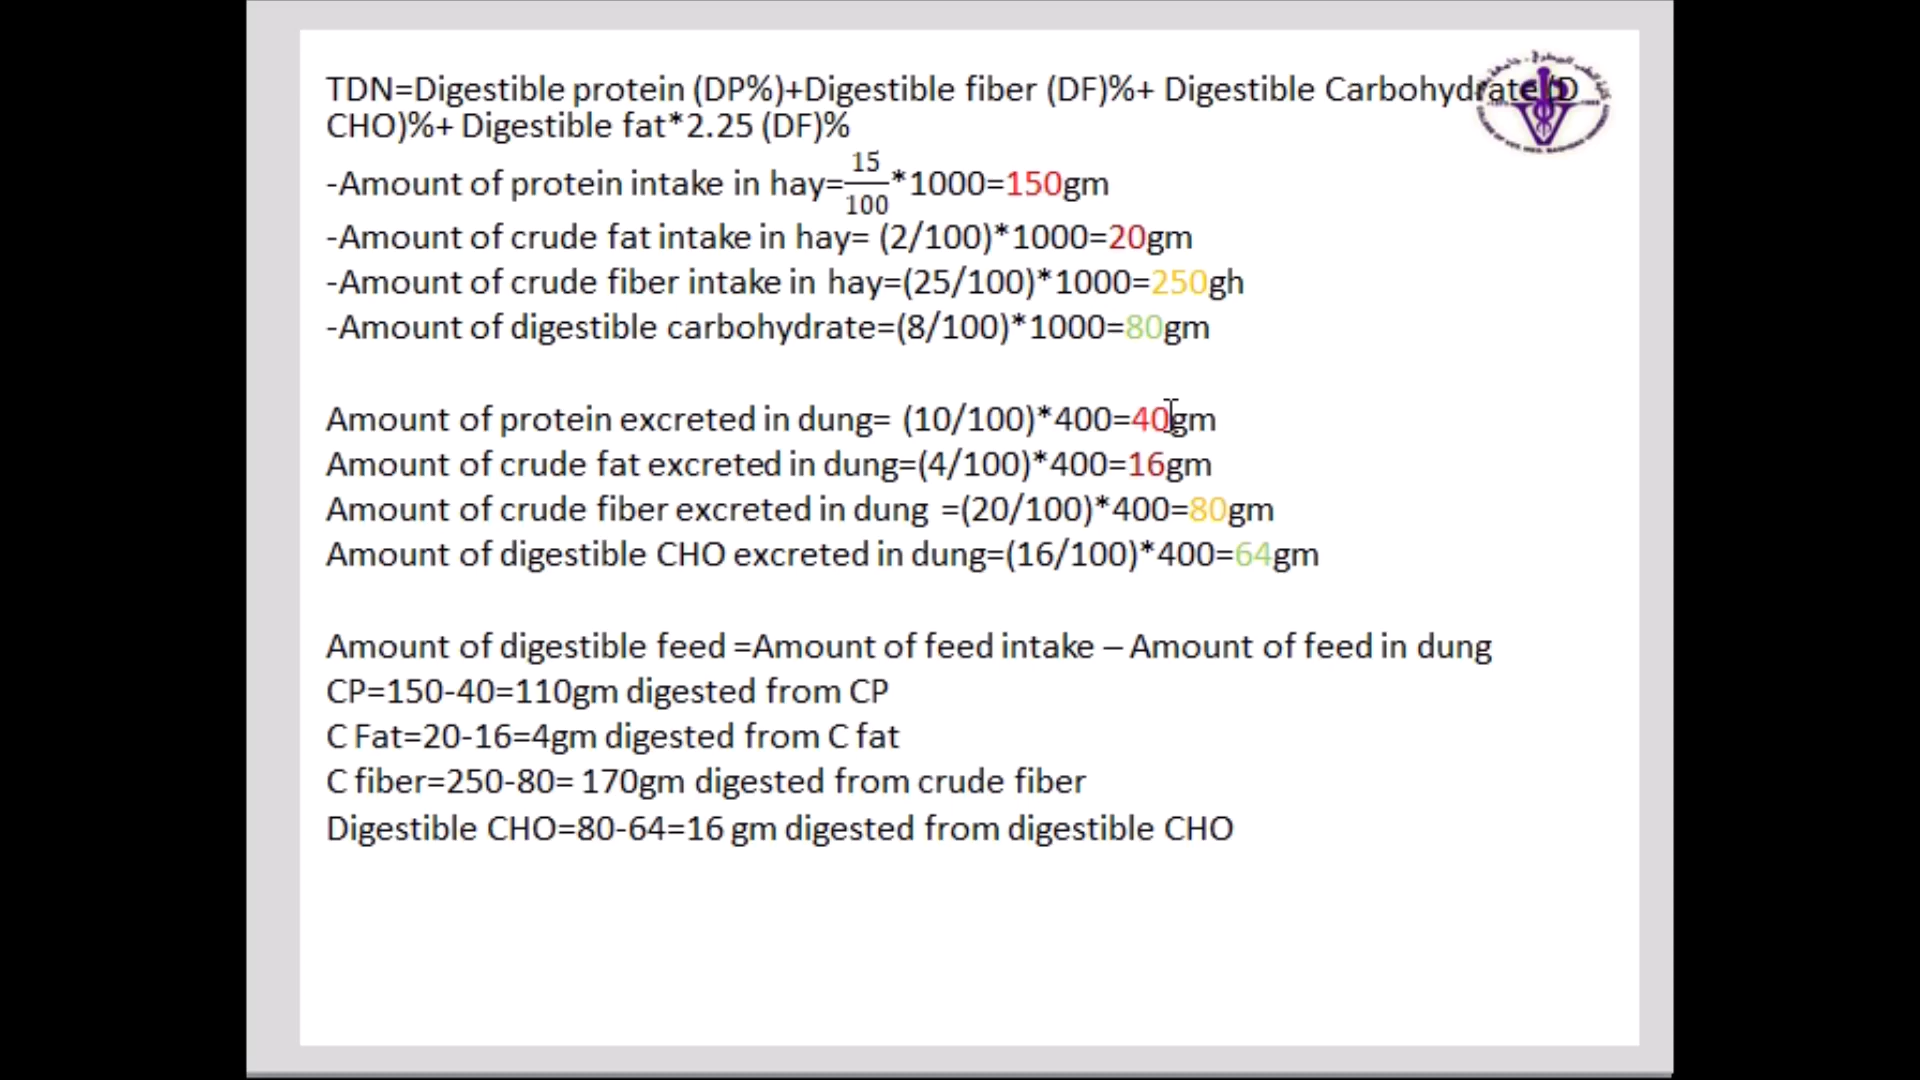 TDN=Digestible protein (DP%)+Digestible fiber (DF)%+ Digestible Carbohydrate (D
CHO)%+ Digestible fat*2.25 (DF)%
-Amount of protein intake in hay=15/100*1000=150gm
-Amount of crude fat intake in hay= (2/100)*1000=20gm
-Amount of crude fiber intake in hay=(25/100)*1000=250gh
-Amount of digestible carbohydrate=(8/100)*1000=80gm
Amount of protein excreted in dung= (10/100)*400=40gm
Amount of crude fat excreted in dung=(4/100)*400=16gm
Amount of crude fiber excreted in dung =(20/100)*400=80gm
Amount of digestible CHO excreted in dung=(16/100)*400=64gm
Amount of digestible feed =Amount of feed intake – Amount of feed in dung
CP=150-40=110gm digested from CP
C Fat=20-16=4gm digested from C fat
C fiber=250-80= 170gm digested from crude fiber
Digestible CHO=80-64=16 gm digested from digestible CHO